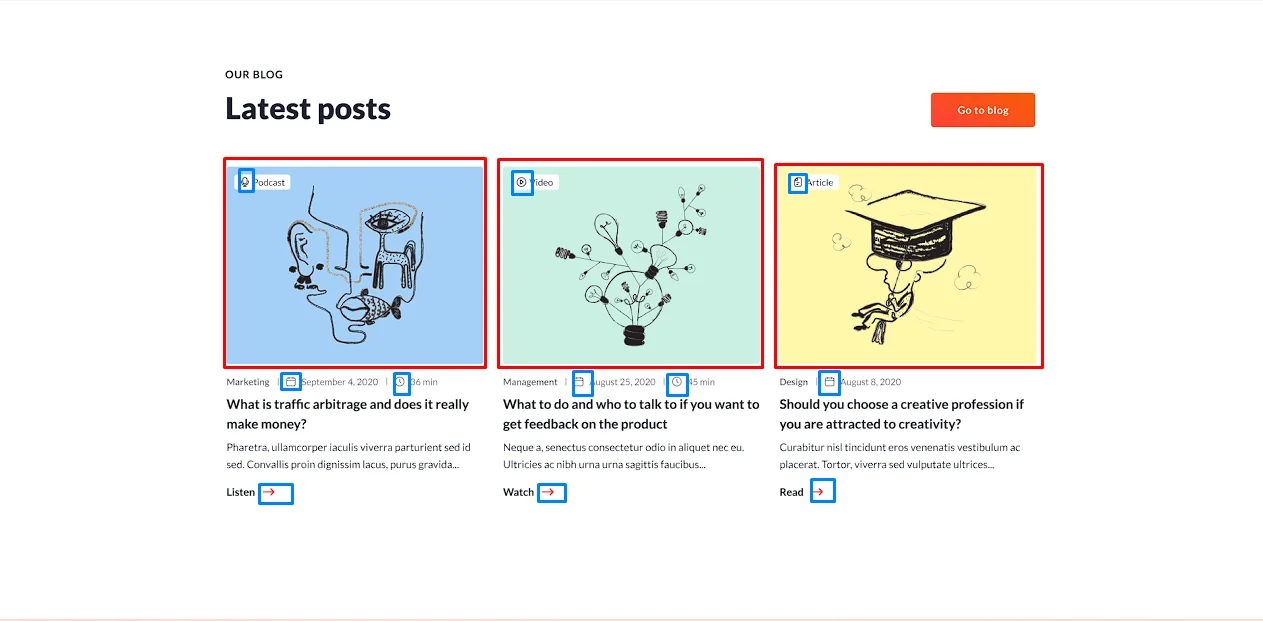 OUR BLOG
Latest posts
Go to blog
Podcast
Marketing | September 4, 2020 | 36 min
What is traffic arbitrage and does it really
make money?
Pharetra, ullamcorper iaculis viverra parturient sed id
sed. Convallis proin dignissim lacus, purus gravida...
Listen →
Video
Management | August 25, 2020 | 45 min
What to do and who to talk to if you want to
get feedback on the product
Neque a, senectus consectetur odio in aliquet nec eu.
Ultricies ac nibh urna urna sagittis faucibus...
Watch →
Article
Design | August 8, 2020
Should you choose a creative profession if
you are attracted to creativity?
Curabitur nisl tincidunt eros venenatis vestibulum ac
placerat. Tortor, viverra sed vulputate ultrices...
Read →